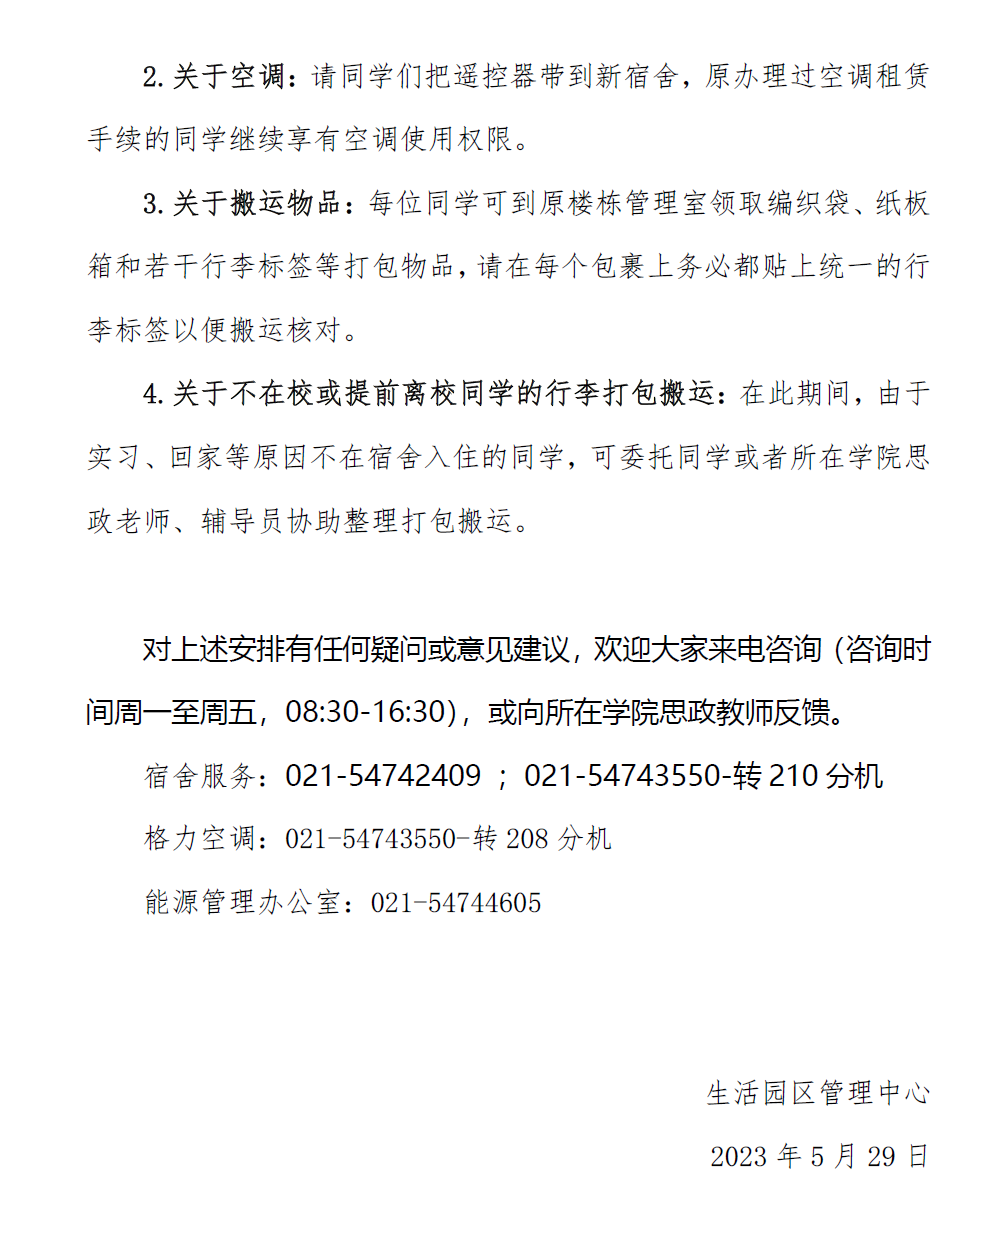 2.关于空调：请同学们把遥控器带到新宿舍，原办理过空调租赁
手续的同学继续享有空调使用权限。
3.关于搬运物品：每位同学可到原楼栋管理室领取编织袋、纸板
箱和若干行李标签等打包物品，请在每个包裹上务必都贴上统一的行
李标签以便搬运核对。
4.关于不在校或提前离校同学的行李打包搬运：在此期间，由于
实习、回家等原因不在宿舍入住的同学，可委托同学或者所在学院思
政老师、辅导员协助整理打包搬运。
对上述安排有任何疑问或意见建议，欢迎大家来电咨询（咨询时
间周一至周五，08:30-16:30），或向所在学院思政教师反馈。
宿舍服务：021-54742409 ；021-54743550-转 210 分机
格力空调：021-54743550-转 208 分机
能源管理办公室：021-54744605
生活园区管理中心
2023 年 5 月 29 日